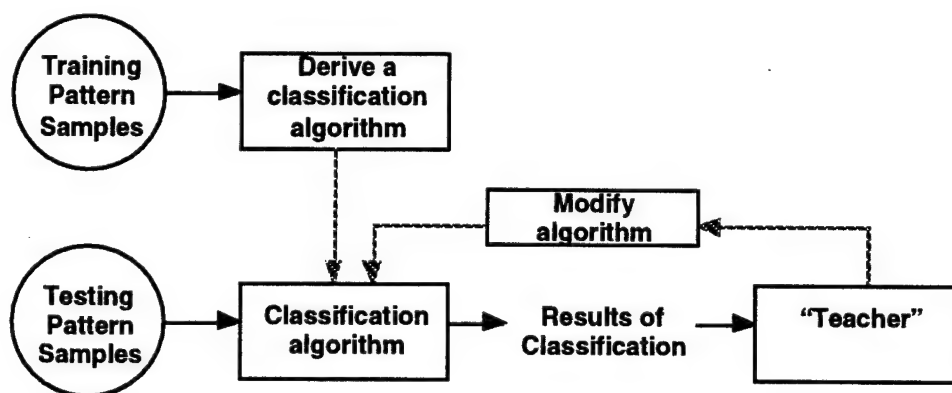 Training
Pattern
Samples
Derive a
classification
algorithm
Modify
algorithm
Testing
Pattern
Samples
Classification
algorithm
Results of
Classification
“Teacher”